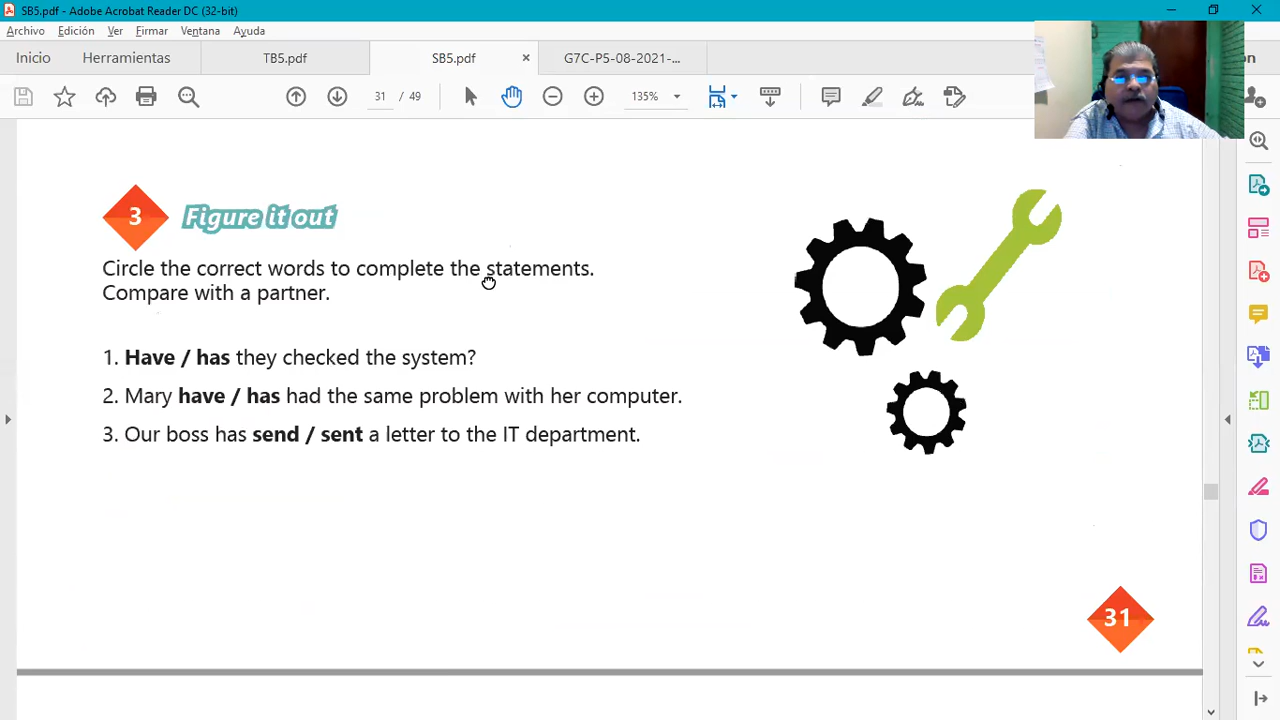 SB5.pdf - Adobe Acrobat Reader DC (32-bit)
Archivo Edición Ver Firmar Ventana Ayuda
Inicio Herramientas TB5.pdf SB5.pdf × G7C-P5-08-2021-...
31 / 49 135%
3 Figure it out
Circle the correct words to complete the statements.
Compare with a partner.
1. Have / has they checked the system?
2. Mary have / has had the same problem with her computer.
3. Our boss has send / sent a letter to the IT department.
31